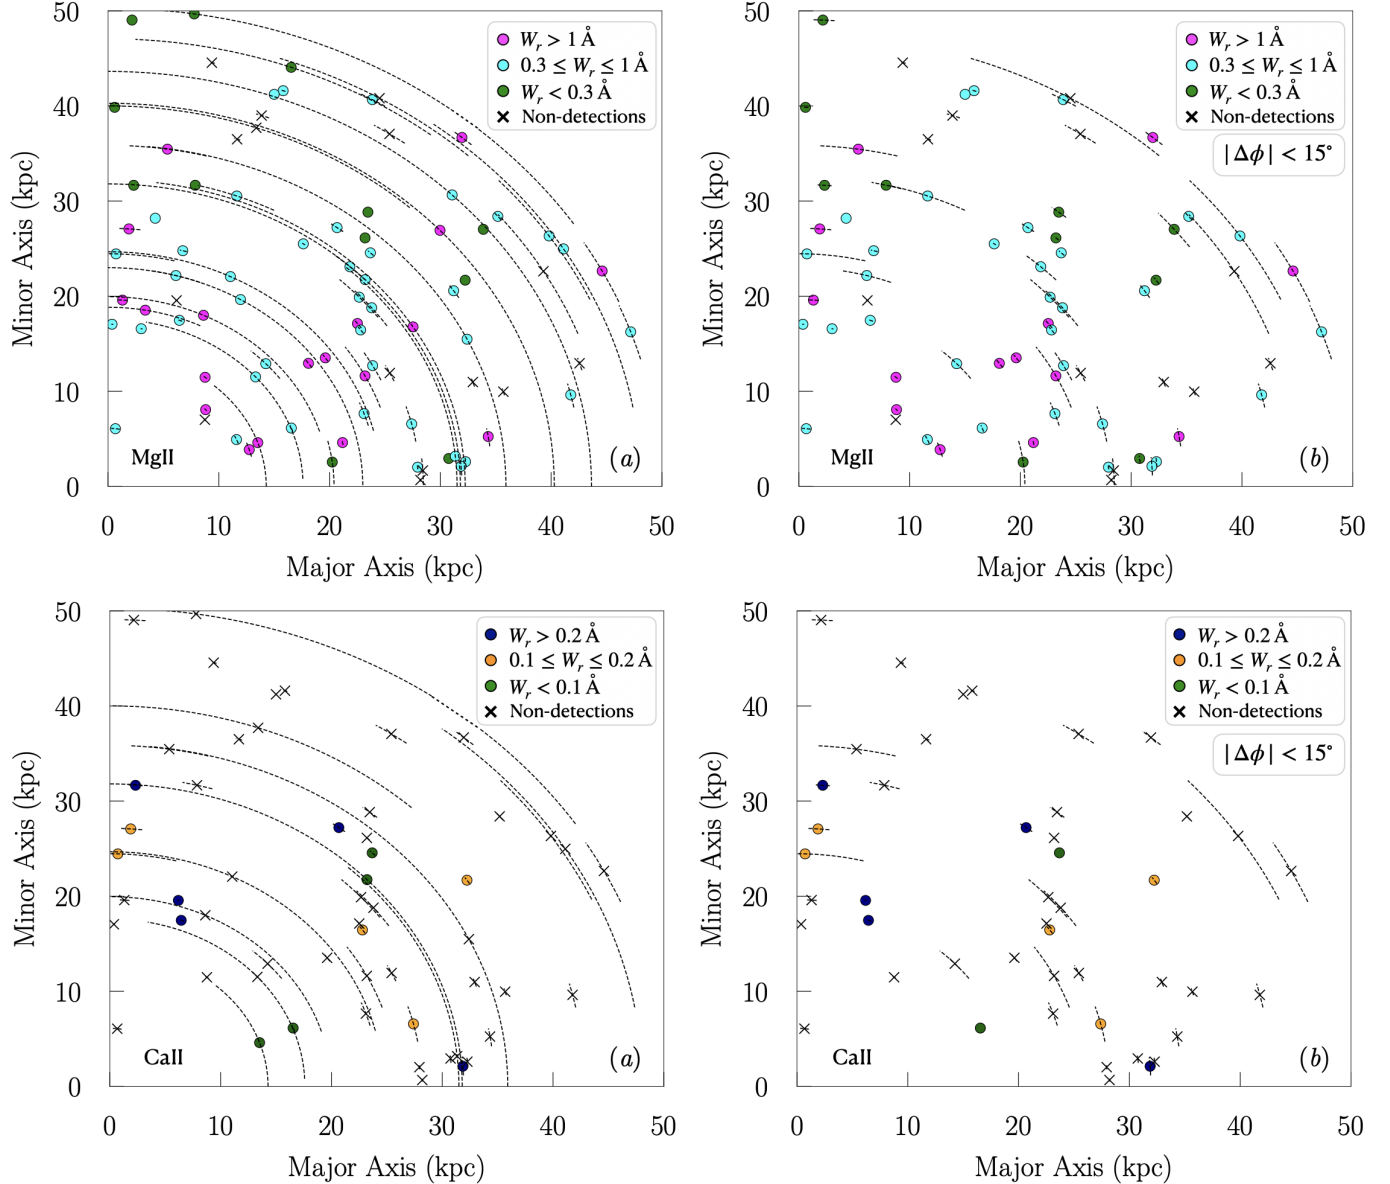 50
40
30
20
10
0
0
10
20
30
40
50
Minor Axis (kpc)
Major Axis (kpc)
W_r > 1 Å
0.3 ≤ W_r ≤ 1 Å
W_r < 0.3 Å
Non-detections
MgII
(a)
50
40
30
20
10
0
0
10
20
30
40
50
Minor Axis (kpc)
Major Axis (kpc)
W_r > 1 Å
0.3 ≤ W_r ≤ 1 Å
W_r < 0.3 Å
Non-detections
|Δϕ| < 15°
MgII
(b)
50
40
30
20
10
0
0
10
20
30
40
50
Minor Axis (kpc)
Major Axis (kpc)
W_r > 0.2 Å
0.1 ≤ W_r ≤ 0.2 Å
W_r < 0.1 Å
Non-detections
CaII
(a)
50
40
30
20
10
0
0
10
20
30
40
50
Minor Axis (kpc)
Major Axis (kpc)
W_r > 0.2 Å
0.1 ≤ W_r ≤ 0.2 Å
W_r < 0.1 Å
Non-detections
|Δϕ| < 15°
CaII
(b)